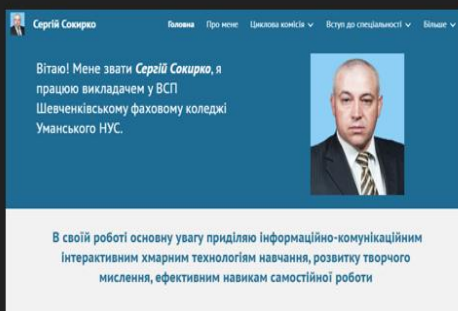 Сергій Сокирко
Головна Про мене Циклова комісія Вступ до спеціальності Більше
Вітаю! Мене звати Сергій Сокирко, я
працюю викладачем у ВСП
Шевченківському фаховому коледжі
Уманського НУС.
В своїй роботі основну увагу приділяю інформаційно-комунікаційним
інтерактивним хмарним технологіям навчання, розвитку творчого
мислення, ефективним навикам самостійної роботи